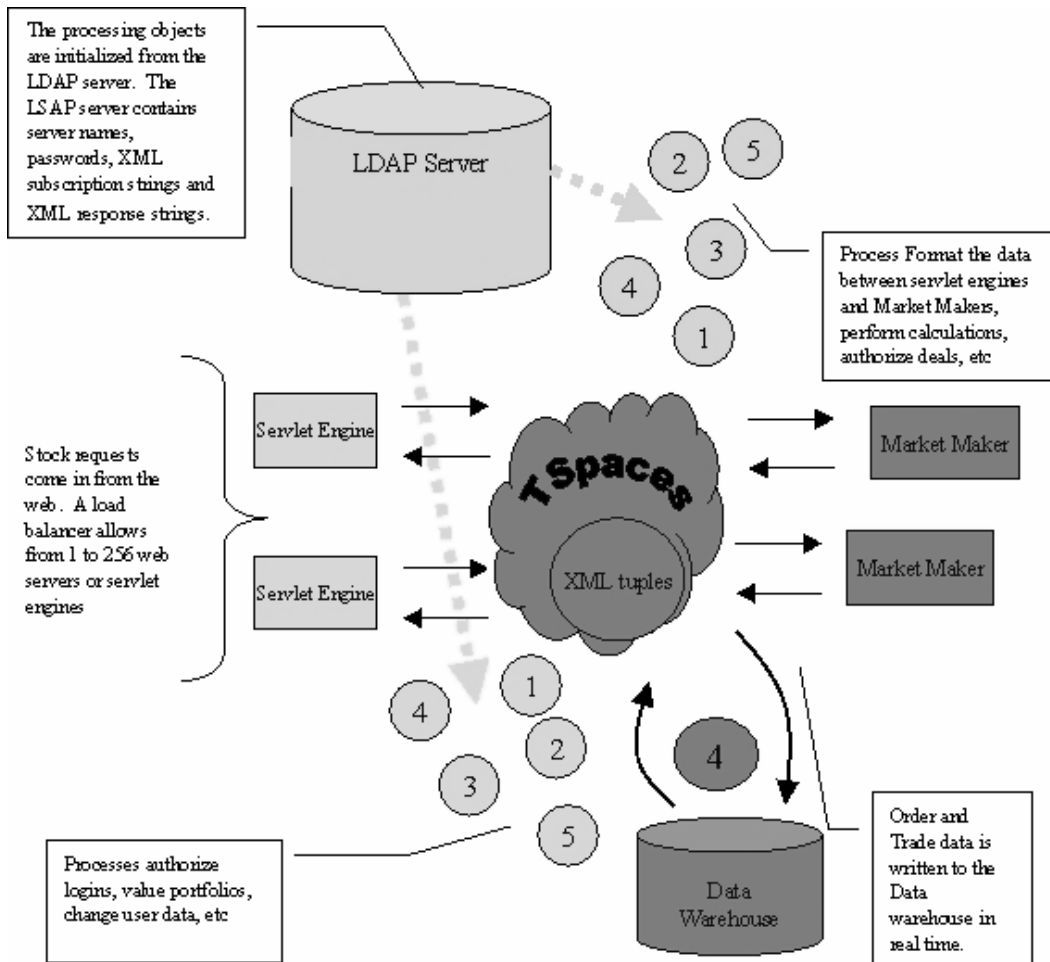 The processing objects
are initialized from the
LDAP server. The
LSAP server contains
server names,
passwords, XML
subscription strings and
XML response strings.
LDAP Server
2
5
3
4
1
Process Format the data
between servlet engines
and Market Makers,
perform calculations,
authorize deals, etc
Stock requests
come in from the
web. A load
balancer allows
from 1 to 256 web
servers or servlet
engines
Servlet Engine
Servlet Engine
TSpaces
XML tuples
Market Maker
Market Maker
1
4
2
3
5
Processes authorize
logins, value portfolios,
change user data, etc
4
Data
Warehouse
Order and
Trade data is
written to the
Data
warehouse in
real time.